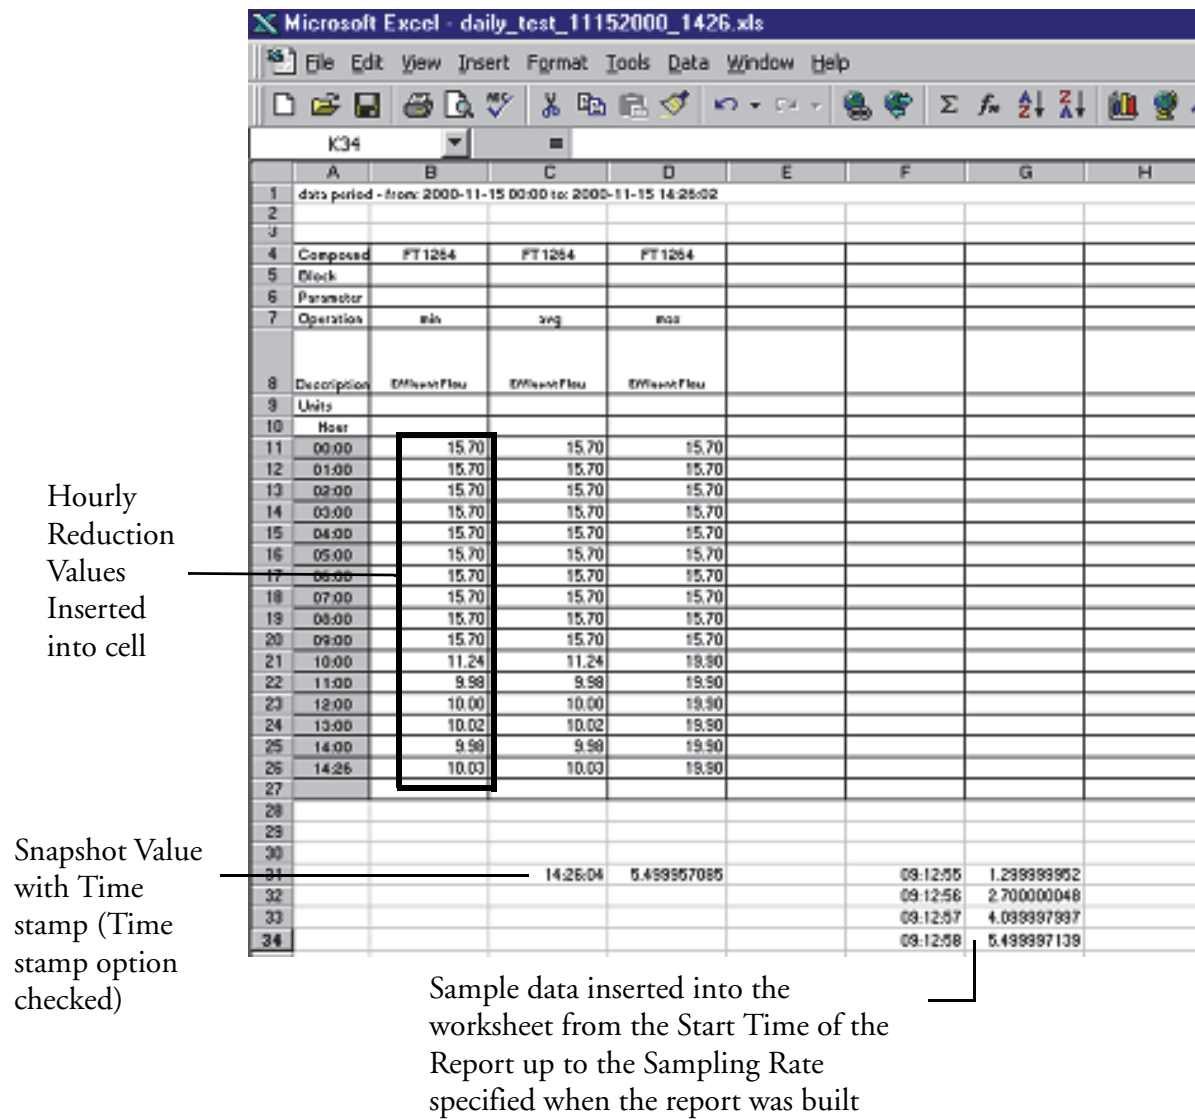 Microsoft Excel - daily_test_11152000_1426.xls
File Edit View Insert Format Tools Data Window Help
K34 =
A B C D E F G H
1 data period - from: 2000-11-15 00:00 to: 2000-11-15 14:26:02
2
3
4 Compound FT1264 FT1264 FT1264
5 Block
6 Parameter
7 Operation min avg max
8 Description Effluent Flow Effluent Flow Effluent Flow
9 Units
10 Hour
11 00:00 15.70 15.70 15.70
12 01:00 15.70 15.70 15.70
13 02:00 15.70 15.70 15.70
14 03:00 15.70 15.70 15.70
15 04:00 15.70 15.70 15.70
16 05:00 15.70 15.70 15.70
17 06:00 15.70 15.70 15.70
18 07:00 15.70 15.70 15.70
19 08:00 15.70 15.70 15.70
20 09:00 15.70 15.70 15.70
21 10:00 11.24 11.24 19.90
22 11:00 9.98 9.98 19.90
23 12:00 10.00 10.00 19.90
24 13:00 10.02 10.02 19.90
25 14:00 9.98 9.98 19.90
26 14:26 10.03 10.03 19.90
27
28
29
30
31 14:26:04 5.499957085 09:12:55 1.299999952
32 09:12:56 2.700000048
33 09:12:57 4.099997997
34 09:12:58 5.499997139
Hourly
Reduction
Values
Inserted
into cell
Snapshot Value
with Time
stamp (Time
stamp option
checked)
Sample data inserted into the
worksheet from the Start Time of the
Report up to the Sampling Rate
specified when the report was built